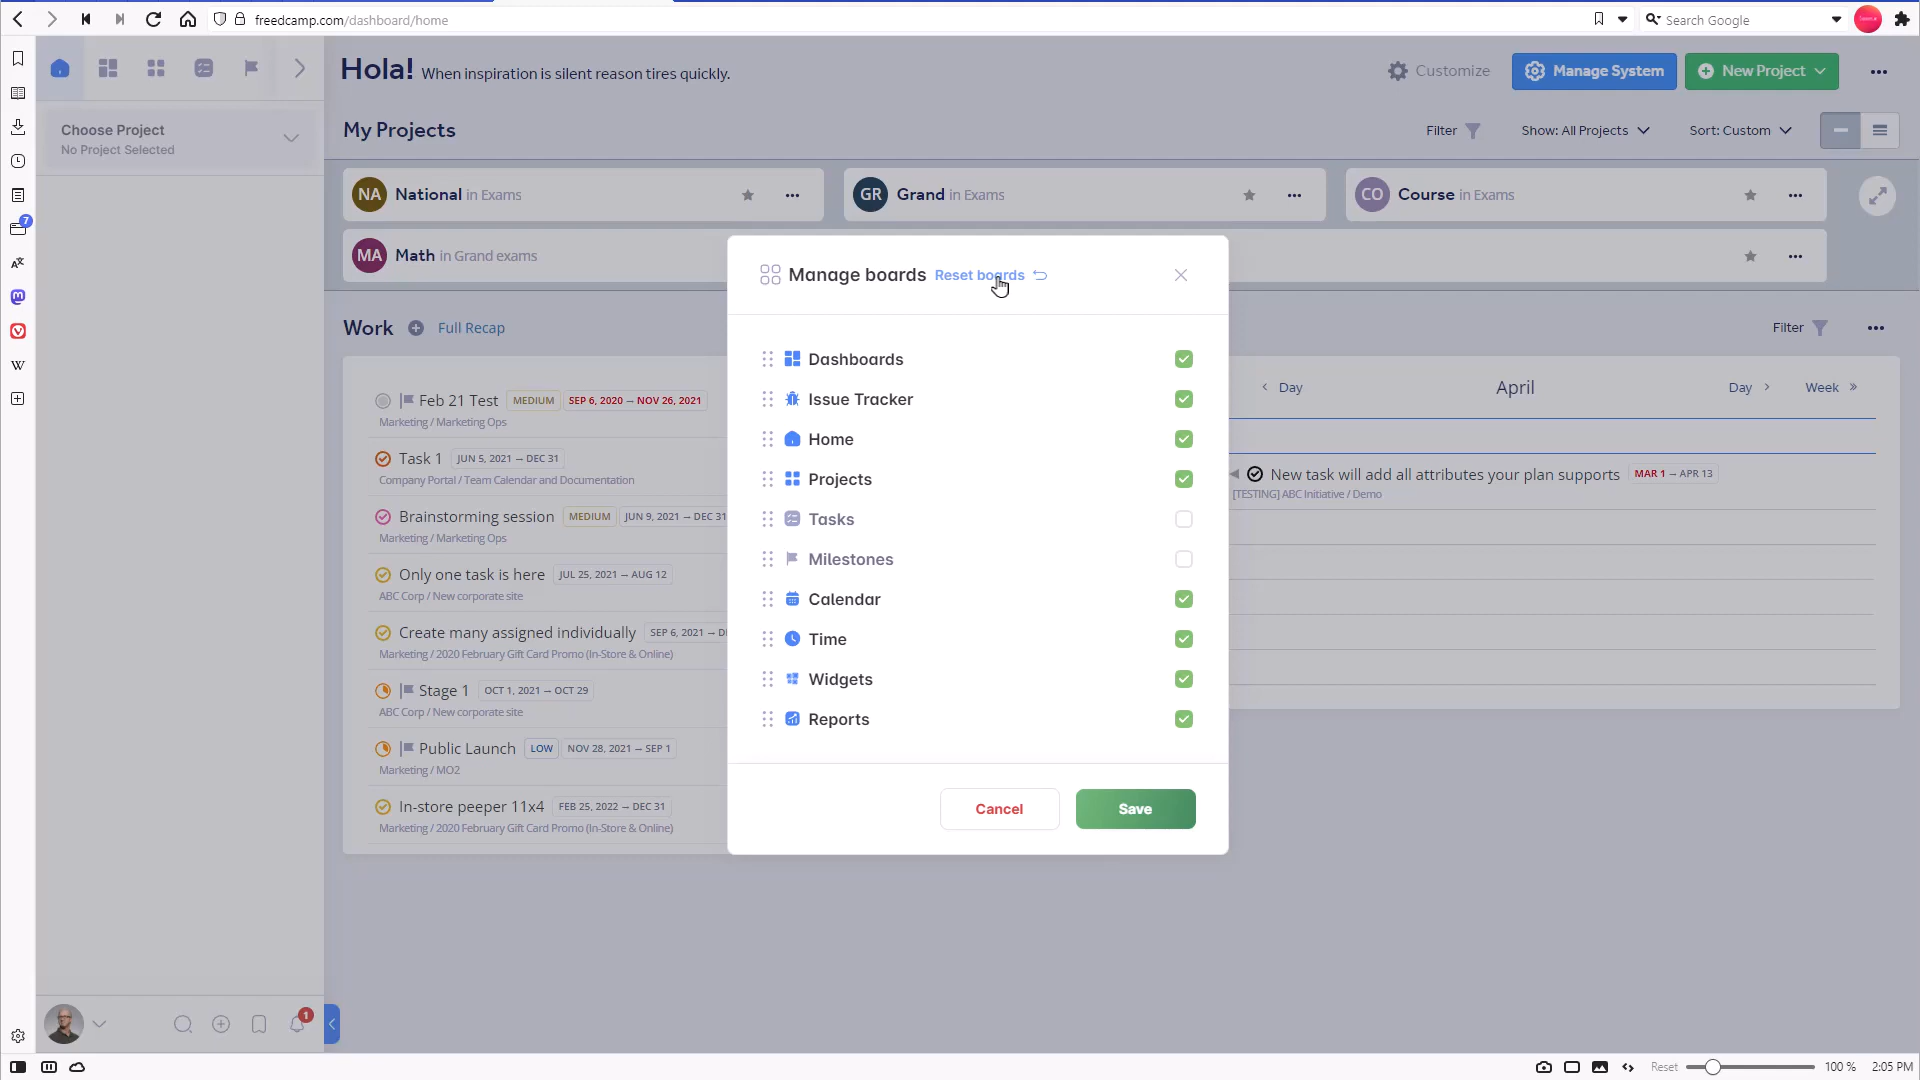 freedcamp.com/dashboard/home
Search Google
Hola! When inspiration is silent reason tires quickly.
Customize
Manage System
New Project
Choose Project
No Project Selected
My Projects
Filter
Show: All Projects
Sort: Custom
NA National in Exams
GR Grand in Exams
CO Course in Exams
MA Math in Grand exams
Work
Full Recap
Filter
Feb 21 Test MEDIUM SEP 6, 2020 → NOV 26, 2021
Marketing / Marketing Ops
Task 1 JUN 5, 2021 → DEC 31
Company Portal / Team Calendar and Documentation
Brainstorming session MEDIUM JUN 9, 2021 → DEC 31
Marketing / Marketing Ops
Only one task is here JUL 25, 2021 → AUG 12
ABC Corp / New corporate site
Create many assigned individually SEP 6, 2021 →
Marketing / 2020 February Gift Card Promo (In-Store & Online)
Stage 1 OCT 1, 2021 → OCT 29
ABC Corp / New corporate site
Public Launch LOW NOV 28, 2021 → SEP 1
Marketing / MO2
In-store peeper 11x4 FEB 25, 2022 → DEC 31
Marketing / 2020 February Gift Card Promo (In-Store & Online)
Manage boards
Reset boards
Dashboards
Issue Tracker
Home
Projects
Tasks
Milestones
Calendar
Time
Widgets
Reports
Cancel
Save
Day
April
Day
Week
New task will add all attributes your plan supports MAR 1 → APR 13
[TESTING] ABC Initiative / Demo
7
1
Reset
100 %
2:05 PM